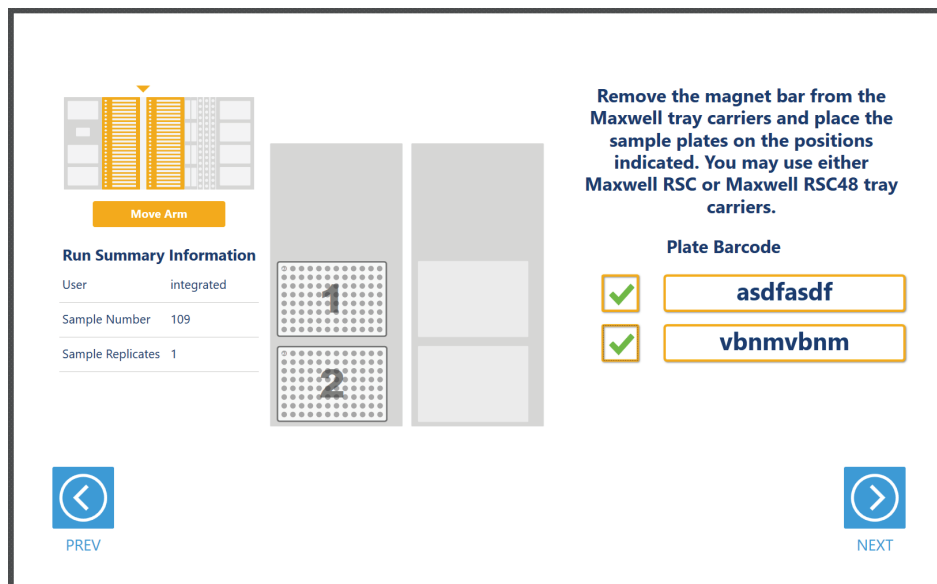 Remove the magnet bar from the
Maxwell tray carriers and place the
sample plates on the positions
indicated. You may use either
Maxwell RSC or Maxwell RSC48 tray
carriers.
Move Arm
Run Summary Information
User integrated
Sample Number 109
Sample Replicates 1
1
2
Plate Barcode
asdfasdf
vbnmvbnm
PREV
NEXT